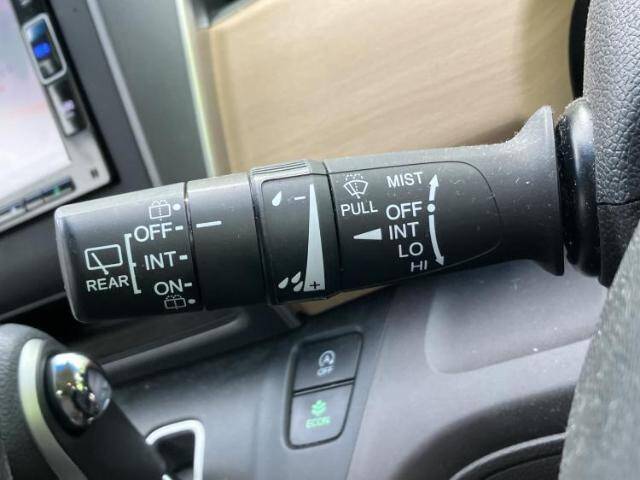 MIST
OFF
PULL
INT
LO
HI
-
+
OFF
INT
REAR
ON
OFF
ECON